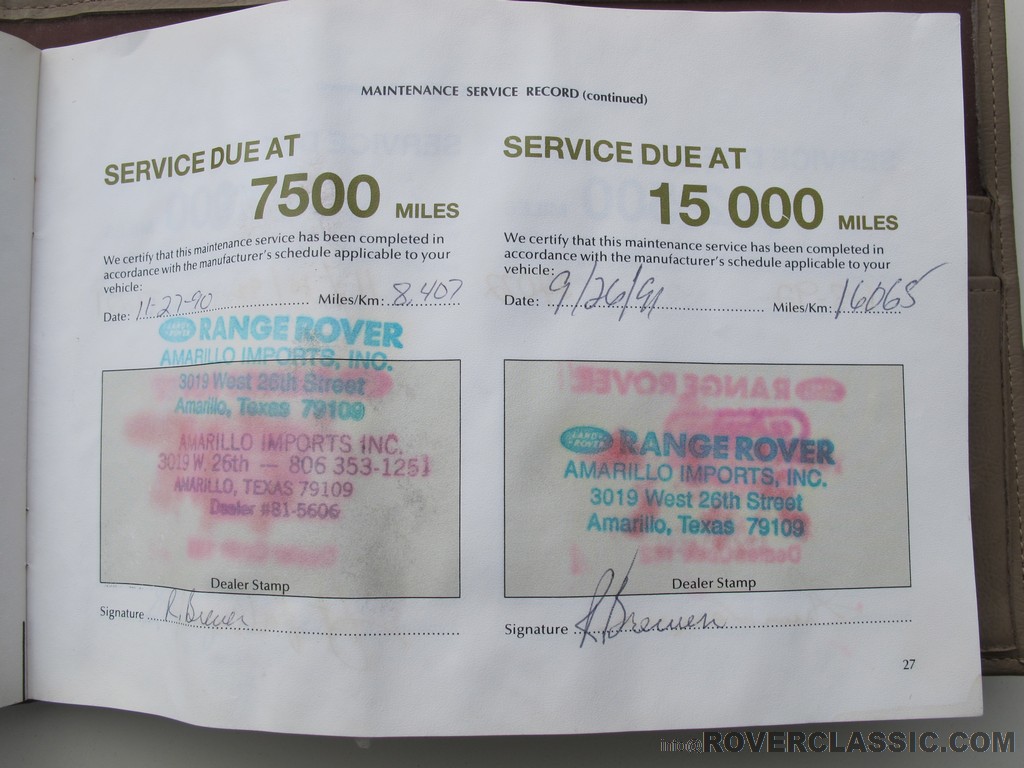 MAINTENANCE SERVICE RECORD (continued)
SERVICE DUE AT
7500 MILES
We certify that this maintenance service has been completed in
accordance with the manufacturer's schedule applicable to your
vehicle:
Date: 11-27-90 Miles/Km: 8,407
LAND ROVER RANGE ROVER
AMARILLO IMPORTS, INC.
3019 West 26th Street
Amarillo, Texas 79109
AMARILLO IMPORTS INC.
3019 W. 26th — 806 353-1251
AMARILLO, TEXAS 79109
Dealer #81-5606
Dealer Stamp
Signature R. Brewer
SERVICE DUE AT
15 000 MILES
We certify that this maintenance service has been completed in
accordance with the manufacturer's schedule applicable to your
vehicle:
Date: 9/26/91 Miles/Km: 16065
LAND ROVER RANGE ROVER
AMARILLO IMPORTS, INC.
3019 West 26th Street
Amarillo, Texas 79109
Dealer Stamp
Signature R. Brewer
27
info@ROVERCLASSIC.COM